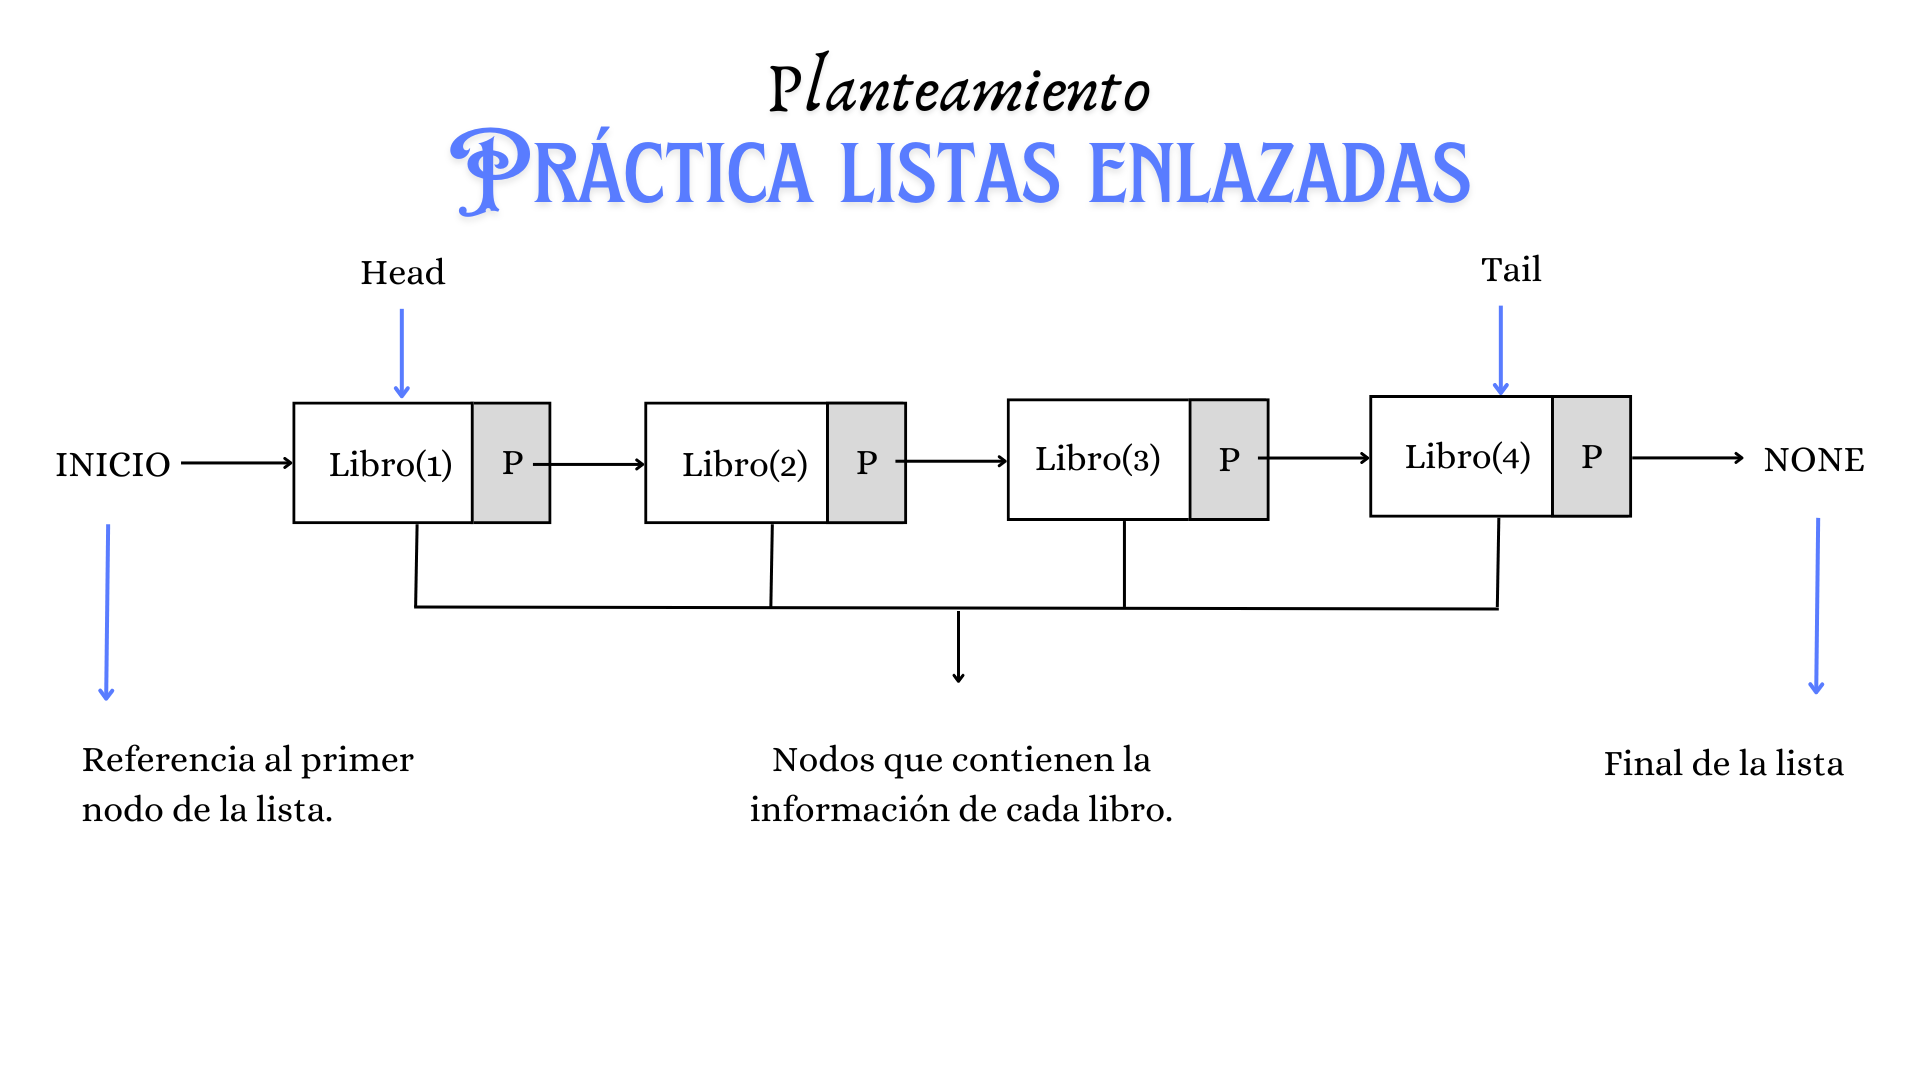 Planteamiento
PRÁCTICA LISTAS ENLAZADAS
Head
Tail
INICIO
Libro(1)
P
Libro(2)
P
Libro(3)
P
Libro(4)
P
NONE
Referencia al primer
nodo de la lista.
Nodos que contienen la
información de cada libro.
Final de la lista